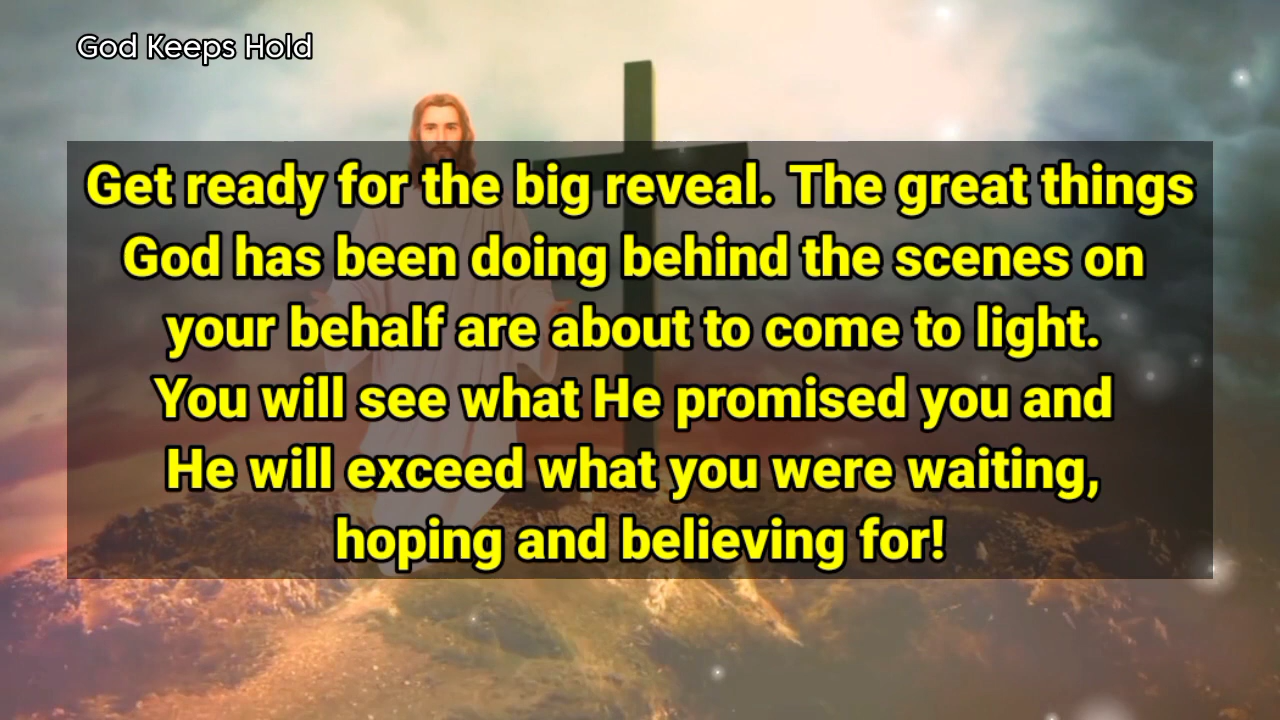 God Keeps Hold
Get ready for the big reveal. The great things
God has been doing behind the scenes on
your behalf are about to come to light.
You will see what He promised you and
He will exceed what you were waiting,
hoping and believing for!